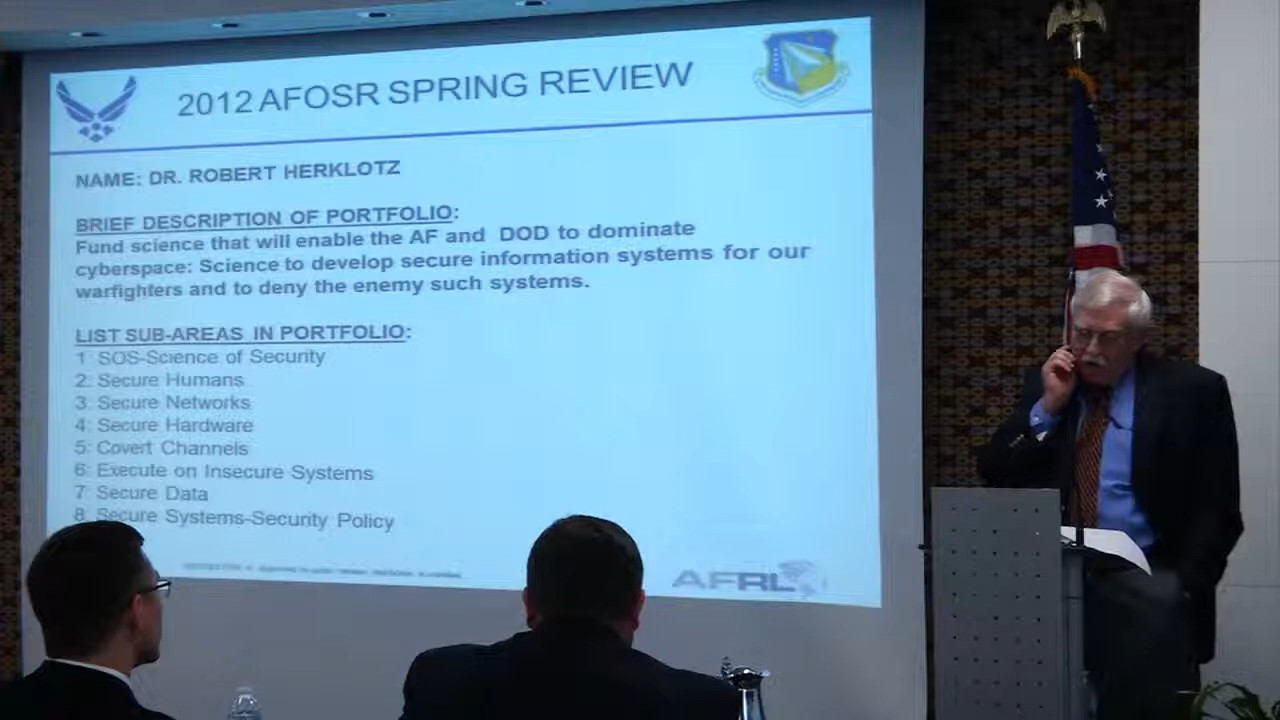 2012 AFOSR SPRING REVIEW
NAME: DR. ROBERT HERKLOTZ
BRIEF DESCRIPTION OF PORTFOLIO:
Fund science that will enable the AF and DOD to dominate
cyberspace: Science to develop secure information systems for our
warfighters and to deny the enemy such systems.
LIST SUB-AREAS IN PORTFOLIO:
1 SOS-Science of Security
2: Secure Humans
3: Secure Networks
4: Secure Hardware
5: Covert Channels
6: Execute on Insecure Systems
7: Secure Data
8: Secure Systems-Security Policy
AFRL